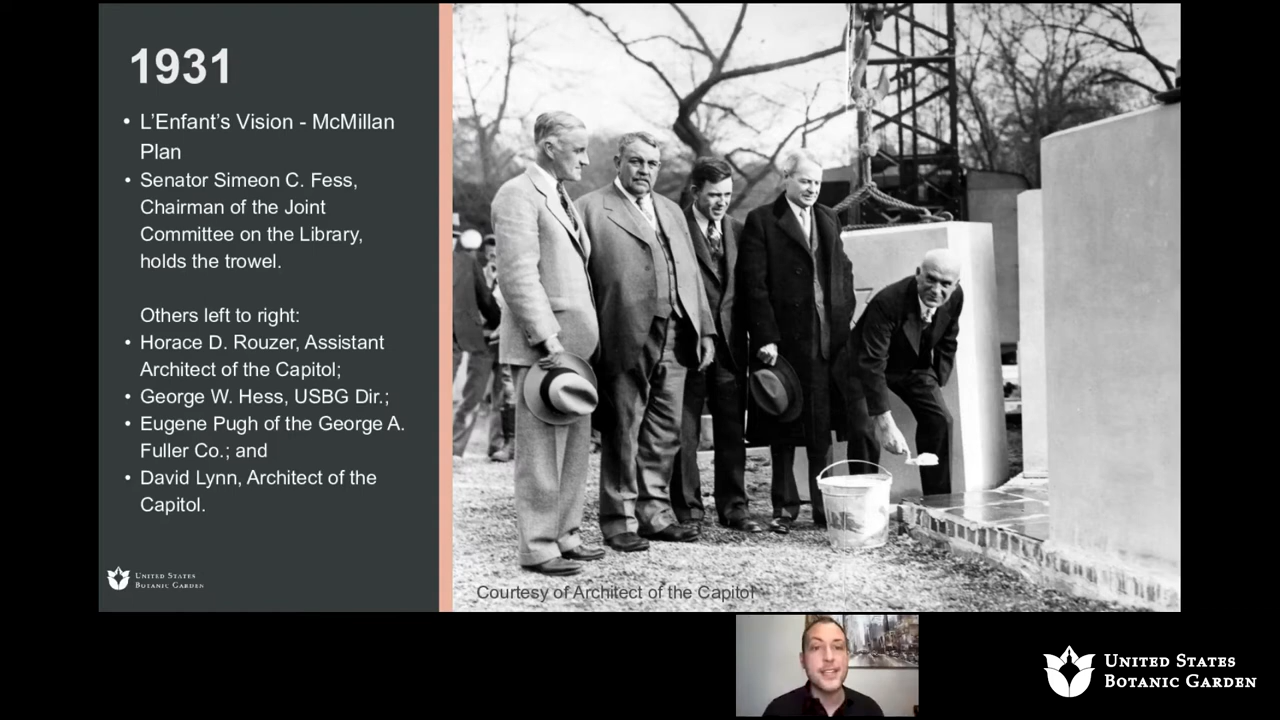 1931
• L'Enfant's Vision - McMillan
Plan
• Senator Simeon C. Fess,
Chairman of the Joint
Committee on the Library,
holds the trowel.
Others left to right:
• Horace D. Rouzer, Assistant
Architect of the Capitol;
• George W. Hess, USBG Dir.;
• Eugene Pugh of the George A.
Fuller Co.; and
• David Lynn, Architect of the
Capitol.
United States
Botanic Garden
Courtesy of Architect of the Capitol
United States
Botanic Garden